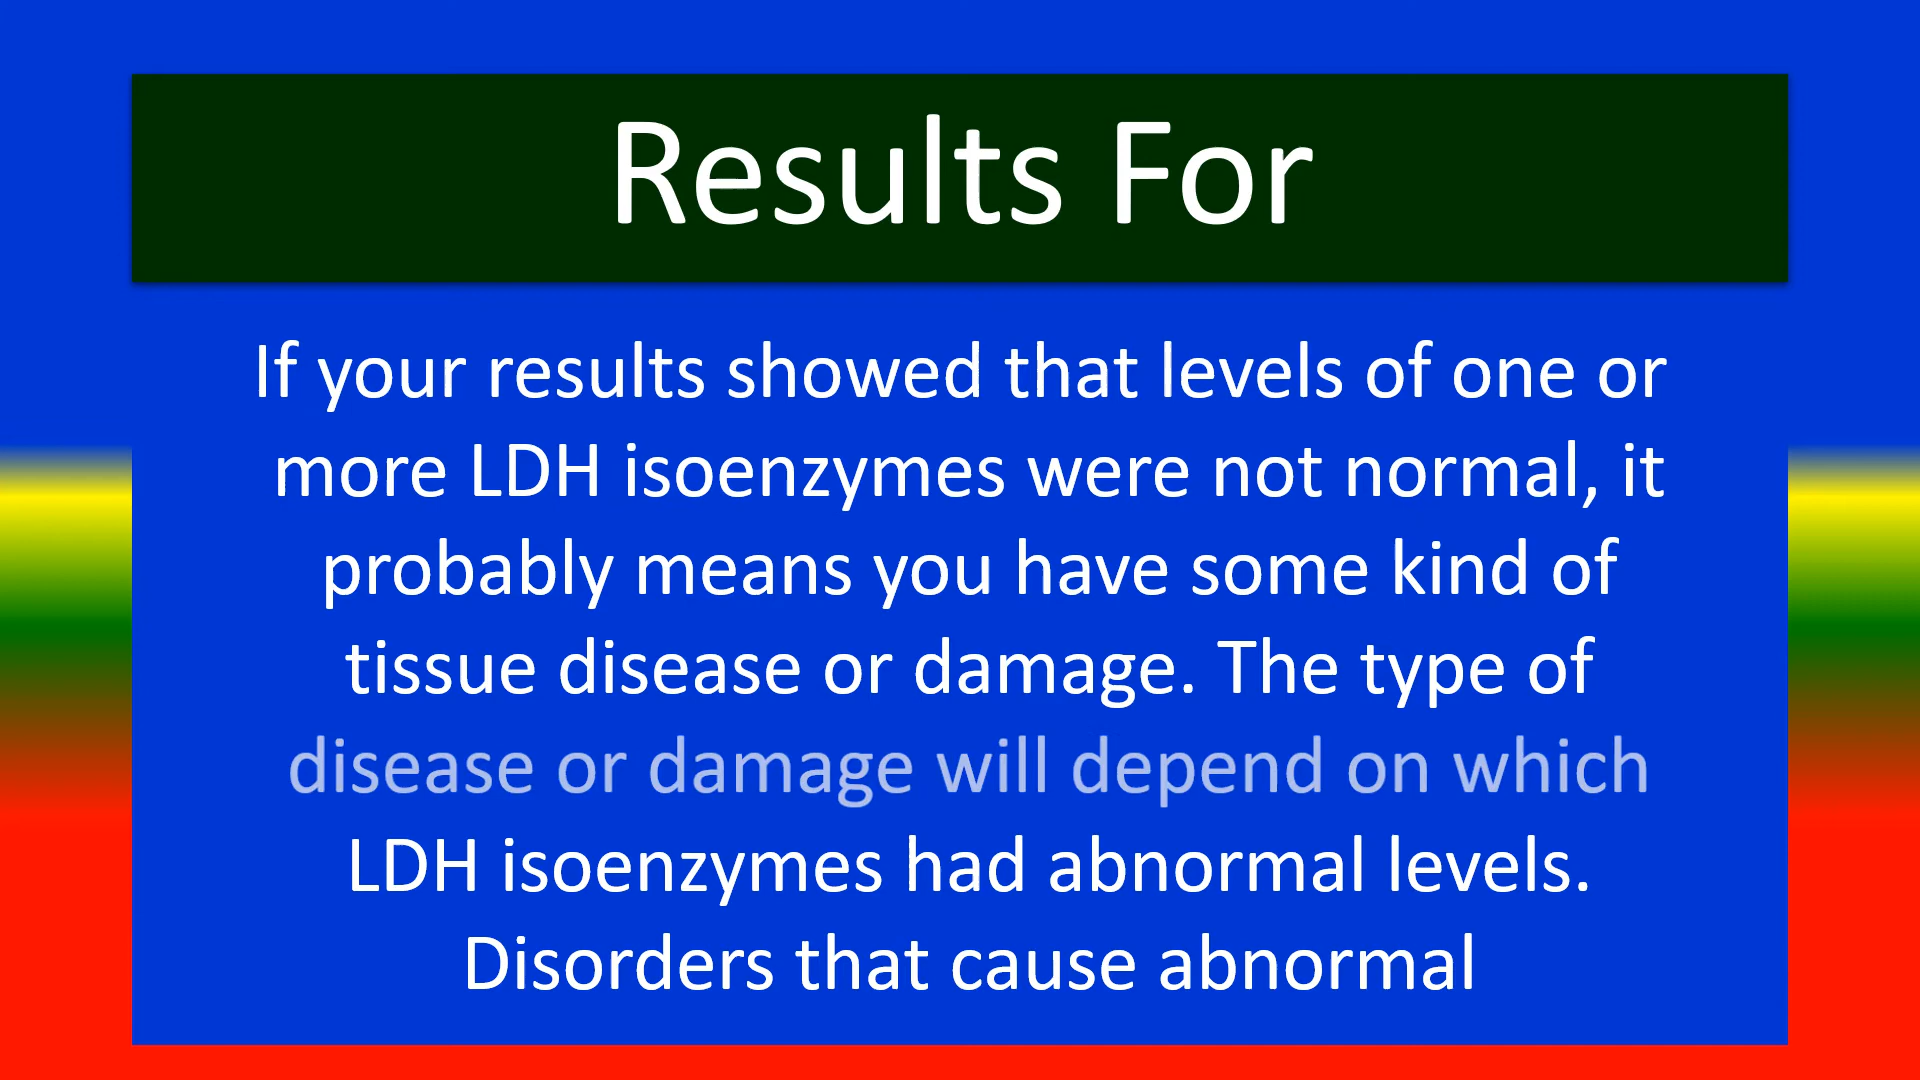 Results For
If your results showed that levels of one or
more LDH isoenzymes were not normal, it
probably means you have some kind of
tissue disease or damage. The type of
disease or damage will depend on which
LDH isoenzymes had abnormal levels.
Disorders that cause abnormal